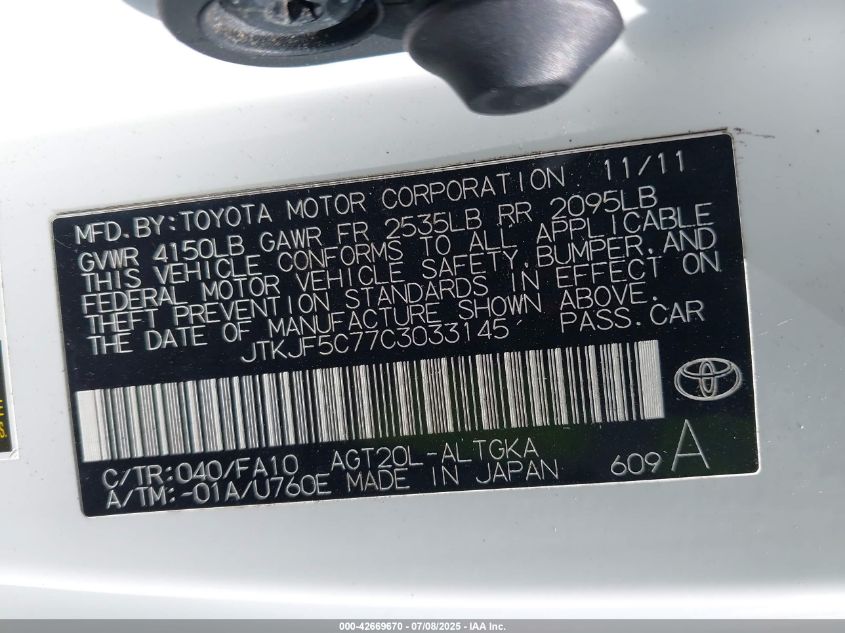 MFD.BY:TOYOTA MOTOR CORPORATION 11/11
GVWR 4150LB GAWR FR 2535LB RR 2095LB
THIS VEHICLE CONFORMS TO ALL APPLICABLE
FEDERAL MOTOR VEHICLE SAFETY,BUMPER,AND
THEFT PREVENTION STANDARDS IN EFFECT ON
THE DATE OF MANUFACTURE SHOWN ABOVE.
JTKJF5C77C3033145 PASS.CAR
C/TR:040/FA10 AGT20L-ALTGKA 609 A
A/TM:-01A/U760E MADE IN JAPAN
000-42669670 - 07/08/2025 - IAA Inc.